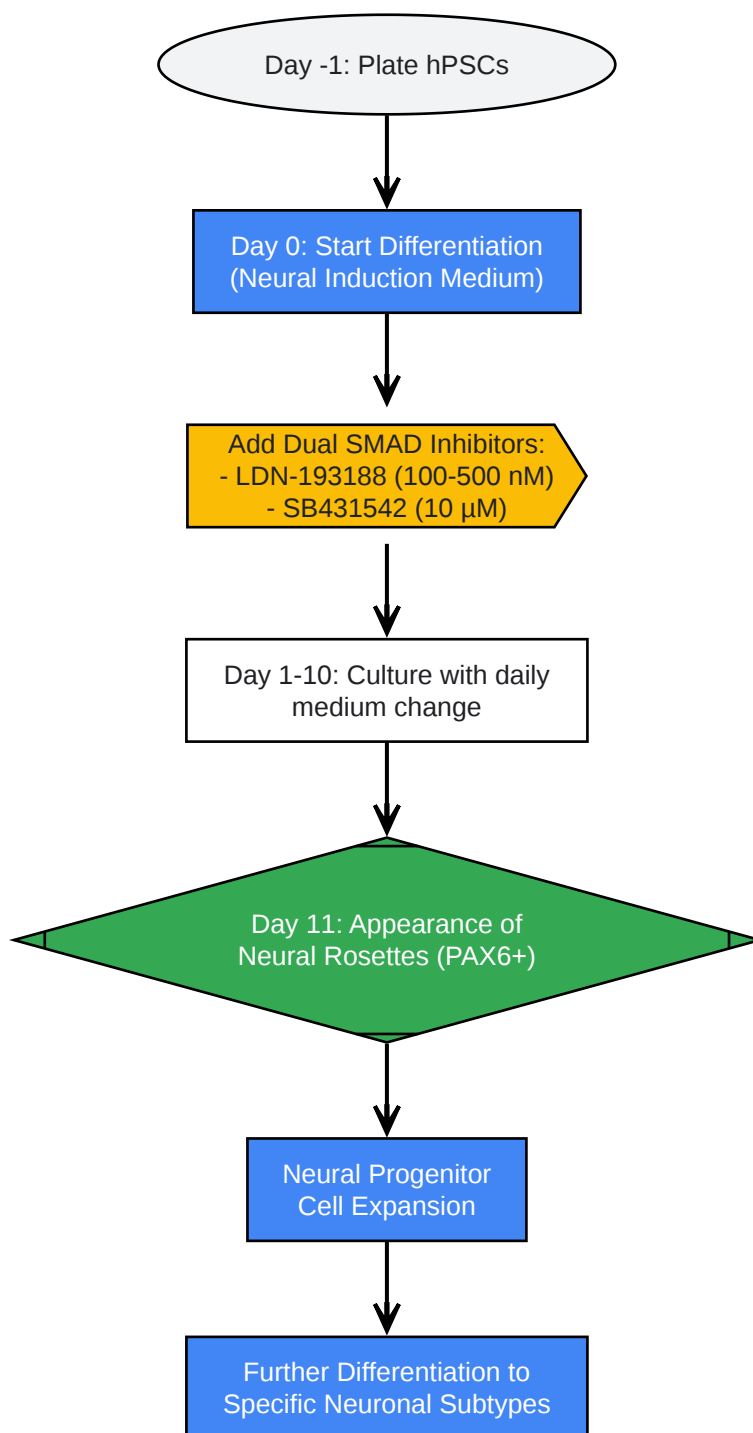 Day -1: Plate hPSCs
Day 0: Start Differentiation
(Neural Induction Medium)
Add Dual SMAD Inhibitors:
- LDN-193188 (100-500 nM)
- SB431542 (10 µM)
Day 1-10: Culture with daily
medium change
Day 11: Appearance of
Neural Rosettes (PAX6+)
Neural Progenitor
Cell Expansion
Further Differentiation to
Specific Neuronal Subtypes